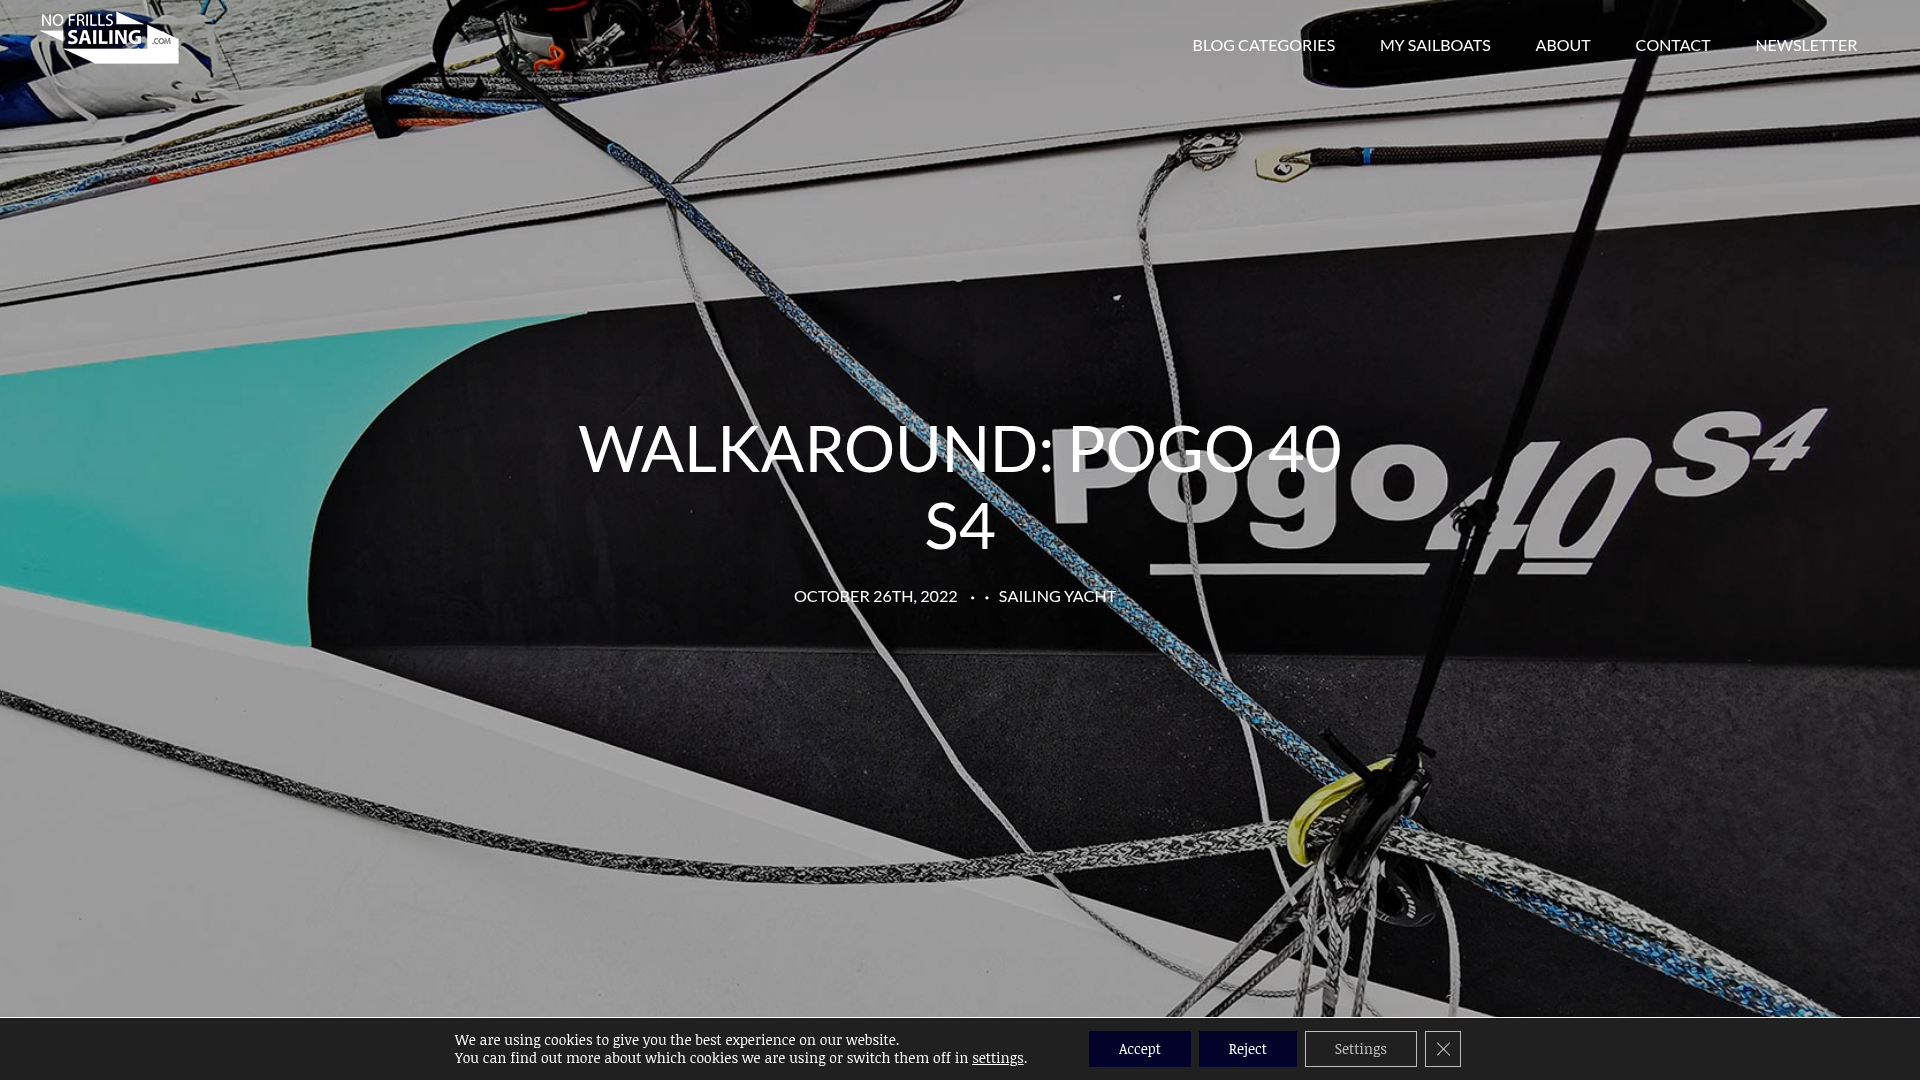 NO FRILLS
SAILING
.COM
BLOG CATEGORIES
MY SAILBOATS
ABOUT
CONTACT
NEWSLETTER
WALKAROUND: POGO 40
S4
Pogo 40 S4
OCTOBER 26TH, 2022 • • SAILING YACHT
HARKEN
We are using cookies to give you the best experience on our website.
You can find out more about which cookies we are using or switch them off in settings.
Accept
Reject
Settings